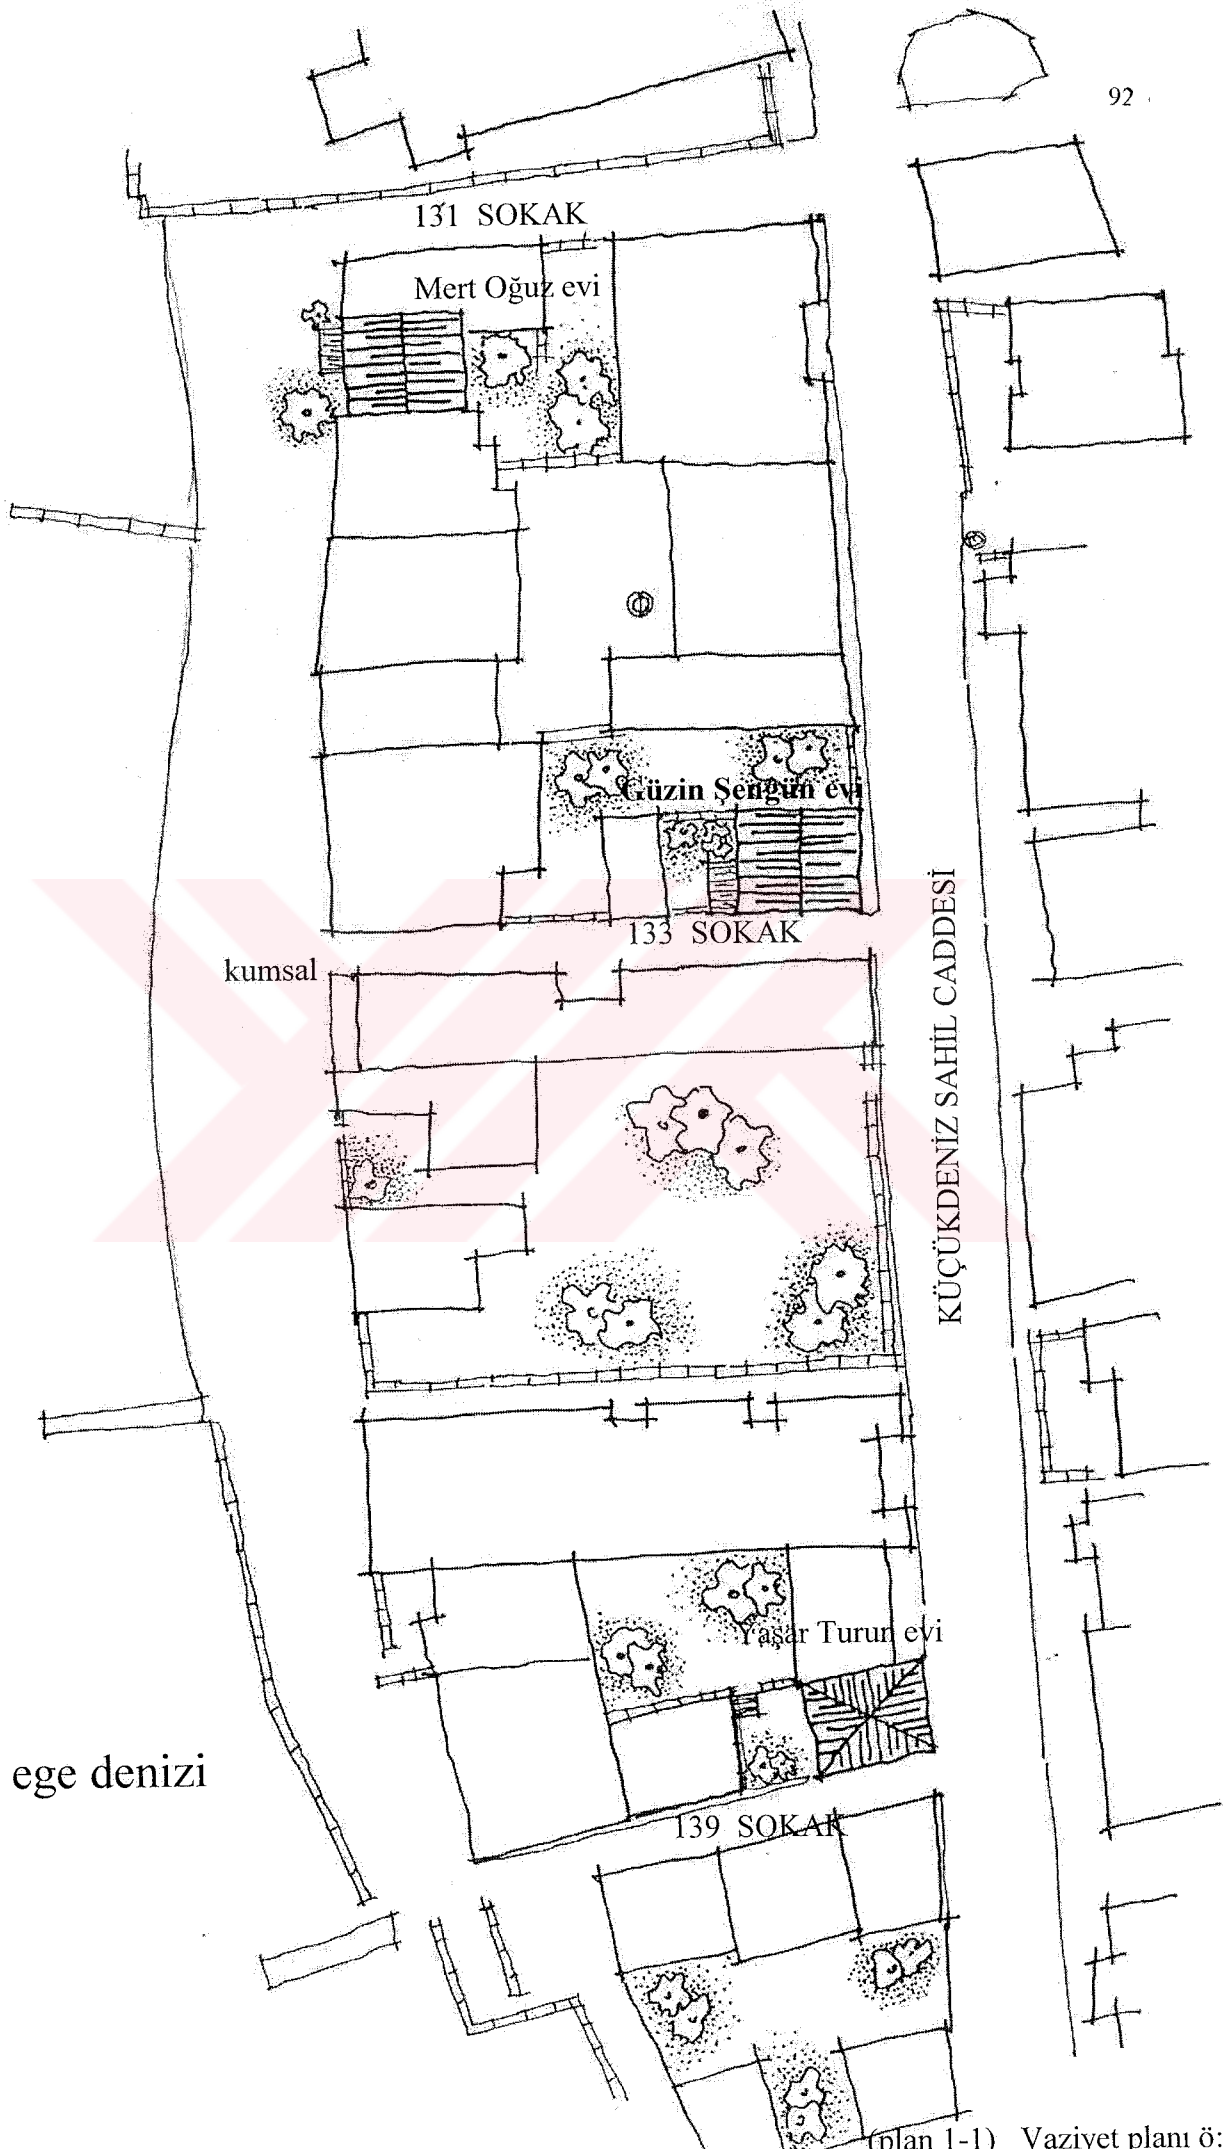 92
131 SOKAK
Mert Oğuz evi
Güzin Şengün evi
133 SOKAK
kumsal
KÜÇÜKDENİZ SAHİL CADDESİ
Yaşar Turun evi
ege denizi
139 SOKAK
(plan 1-1) Vaziyet planı ö: